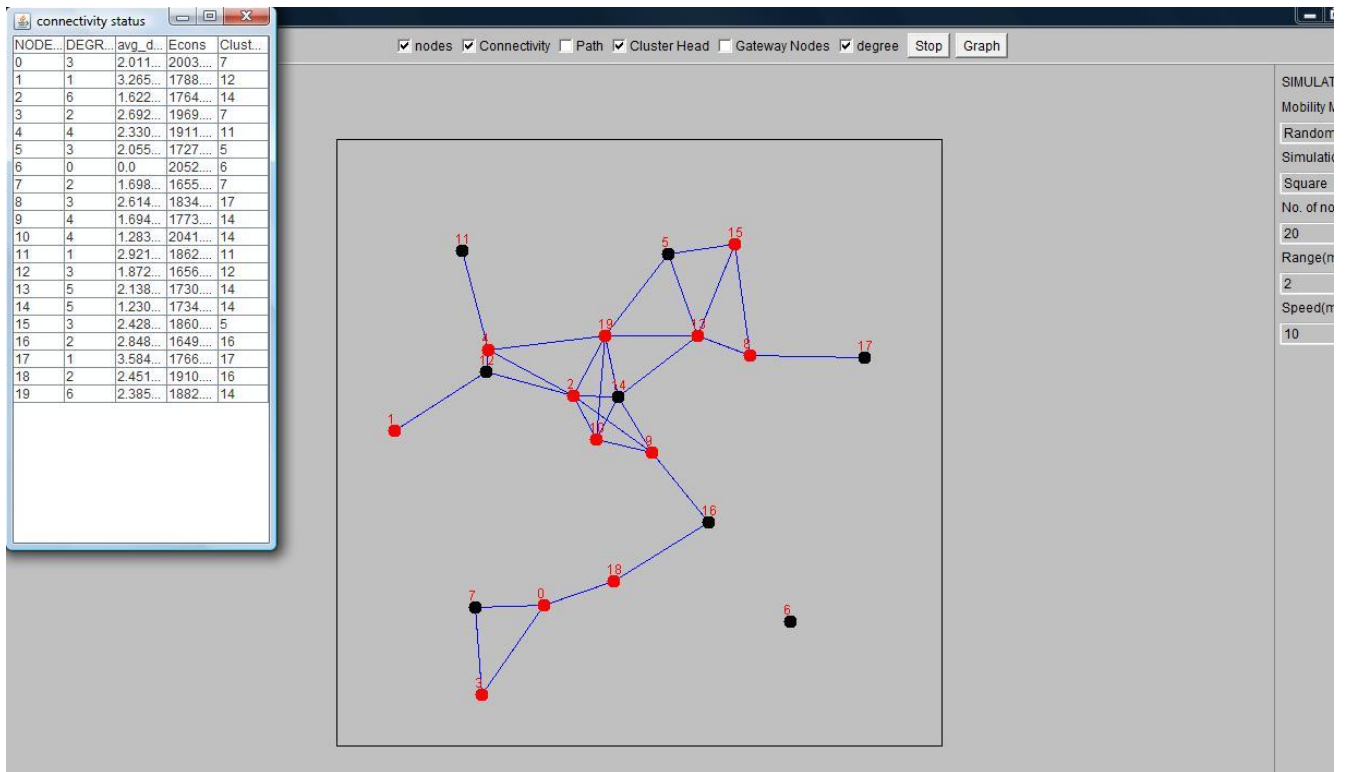 connectivity status
NODE... DEGR... avg_d... Econs Clust...
0 3 2.011... 2003.... 7
1 1 3.265... 1788.... 12
2 6 1.622... 1764.... 14
3 2 2.692... 1969.... 7
4 4 2.330... 1911.... 11
5 3 2.055... 1727.... 5
6 0 0.0 2052.... 6
7 2 1.698... 1655.... 7
8 3 2.614... 1834.... 17
9 4 1.694... 1773.... 14
10 4 1.283... 2041.... 14
11 1 2.921... 1862.... 11
12 3 1.872... 1656.... 12
13 5 2.138... 1730.... 14
14 5 1.230... 1734.... 14
15 3 2.428... 1860.... 5
16 2 2.848... 1649.... 16
17 1 3.584... 1766.... 17
18 2 2.451... 1910.... 16
19 6 2.385... 1882.... 14
nodes Connectivity Path Cluster Head Gateway Nodes degree Stop Graph
15
11 5
19 13
4 8 17
12
2 14
1 10 9
16
18
7 0 6
3
SIMULAT
Mobility M
Random
Simulatio
Square
No. of no
20
Range(m
2
Speed(m
10